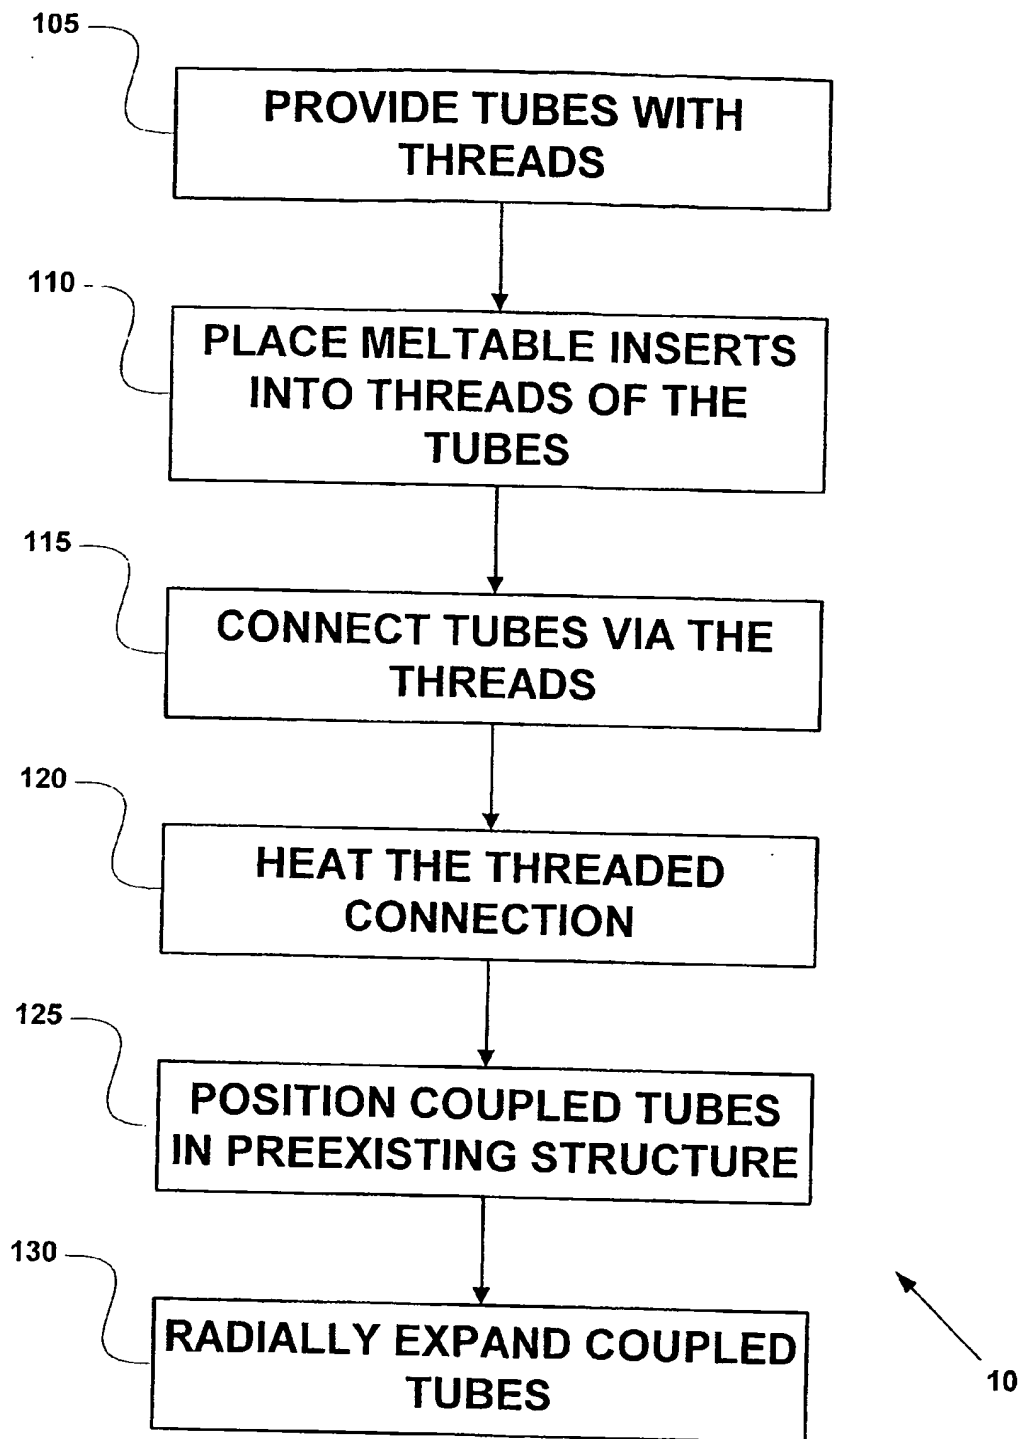 105
PROVIDE TUBES WITH
THREADS
110
PLACE MELTABLE INSERTS
INTO THREADS OF THE
TUBES
115
CONNECT TUBES VIA THE
THREADS
120
HEAT THE THREADED
CONNECTION
125
POSITION COUPLED TUBES
IN PREEXISTING STRUCTURE
130
RADIALLY EXPAND COUPLED
TUBES
10